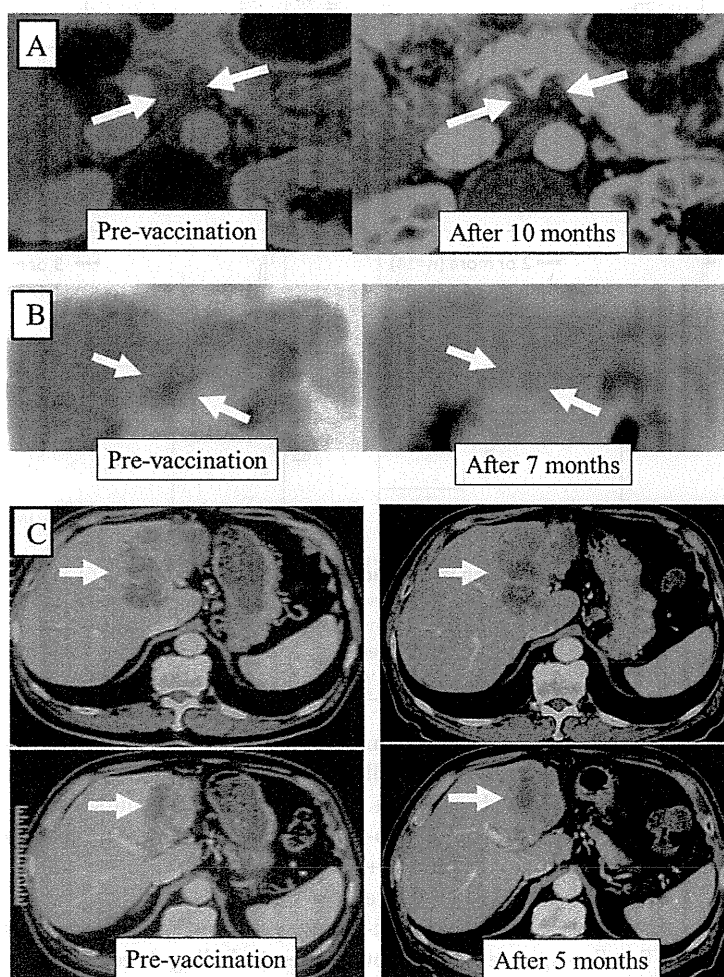 A
Pre-vaccination
After 10 months
B
Pre-vaccination
After 7 months
C
Pre-vaccination
After 5 months